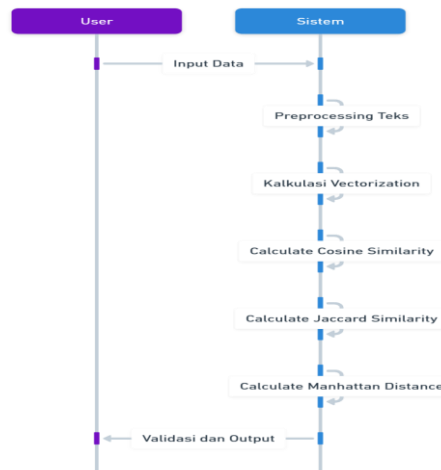 User
Sistem
Input Data
Preprocessing Teks
Kalkulasi Vectorization
Calculate Cosine Similarity
Calculate Jaccard Similarity
Calculate Manhattan Distance
Validasi dan Output